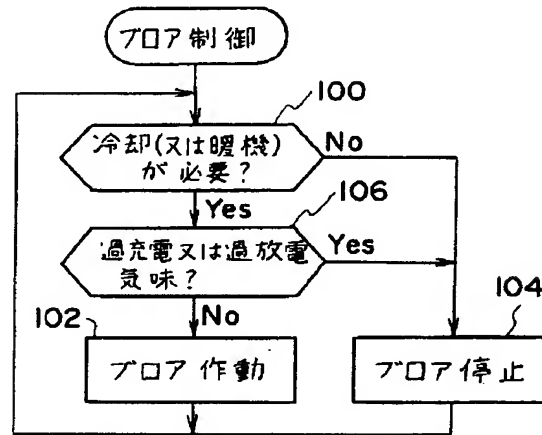 ブロア制御
100
冷却(又は暖機)
が必要?
No
Yes
106
過充電又は過放電
気味?
Yes
No
102
ブロア作動
104
ブロア停止